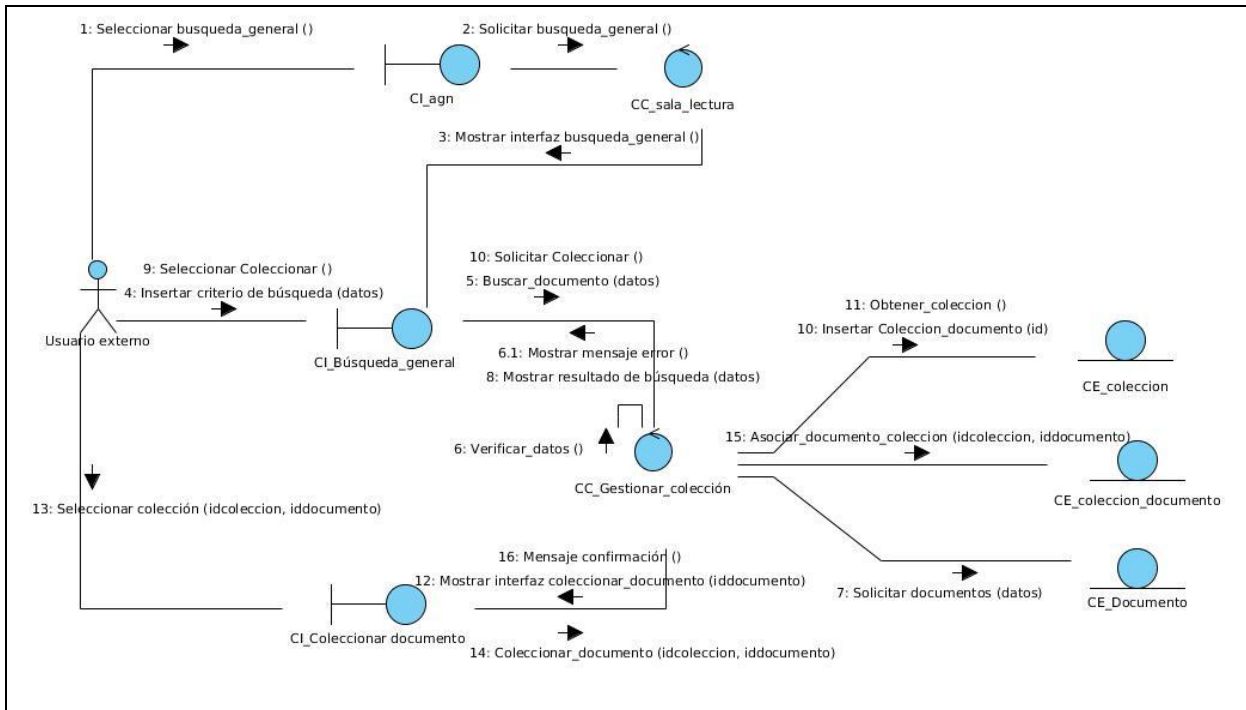 1: Seleccionar busqueda_general ()
2: Solicitar busqueda_general ()
CI_agn
CC_sala_lectura
3: Mostrar interfaz busqueda_general ()
9: Seleccionar Coleccionar ()
4: Insertar criterio de búsqueda (datos)
10: Solicitar Coleccionar ()
5: Buscar_documento (datos)
Usuario externo
CI_Búsqueda_general
6.1: Mostrar mensaje error ()
8: Mostrar resultado de búsqueda (datos)
11: Obtener_coleccion ()
10: Insertar Coleccion_documento (id)
CE_coleccion
6: Verificar_datos ()
CC_Gestionar_colección
15: Asociar_documento_coleccion (idcoleccion, iddocumento)
CE_coleccion_documento
13: Seleccionar colección (idcoleccion, iddocumento)
16: Mensaje confirmación ()
12: Mostrar interfaz coleccionar_documento (iddocumento)
7: Solicitar documentos (datos)
CE_Documento
CI_Coleccionar documento
14: Coleccionar_documento (idcoleccion, iddocumento)